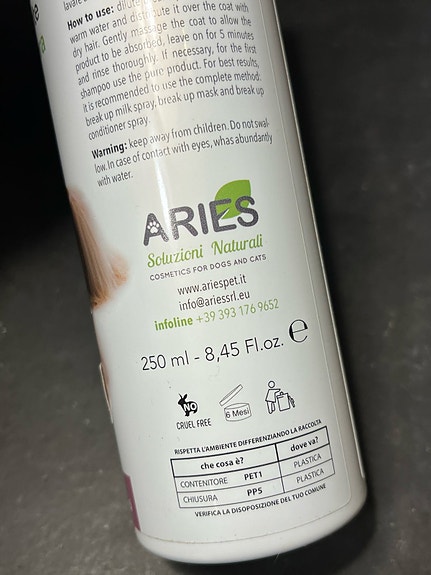 How to use: dilute
warm water and dis ute it over the coat with
dry hair. Gently massage the coat to allow the
product to be absorbed, leave on for 5 minutes
and rinse thoroughly. If necessary, for the first
shampoo use the pure product. For best results,
it is recommended to use the complete method:
break up milk spray, break up mask and break up
conditioner spray.
Warning: keep away from children. Do not swal-
low. In case of contact with eyes, whas abundantly
with water.
ARIES
Soluzioni Naturali
COSMETICS FOR DOGS AND CATS
www.ariespet.it
info@ariessrl.eu
infoline +39 393 176 9652
250 ml - 8,45 Fl.oz. ℮
NO
CRUEL FREE
6 Mesi
RISPETTA L'AMBIENTE DIFFERENZIANDO LA RACCOLTA
che cosa è? dove va?
CONTENITORE PET1 PLASTICA
CHIUSURA PP5 PLASTICA
VERIFICA LA DISOPOSIZIONE DEL TUO COMUNE